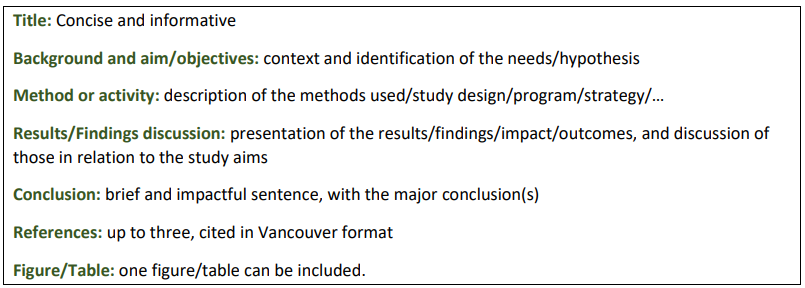 Title: Concise and informative
Background and aim/objectives: context and identification of the needs/hypothesis
Method or activity: description of the methods used/study design/program/strategy/…
Results/Findings discussion: presentation of the results/findings/impact/outcomes, and discussion of
those in relation to the study aims
Conclusion: brief and impactful sentence, with the major conclusion(s)
References: up to three, cited in Vancouver format
Figure/Table: one figure/table can be included.